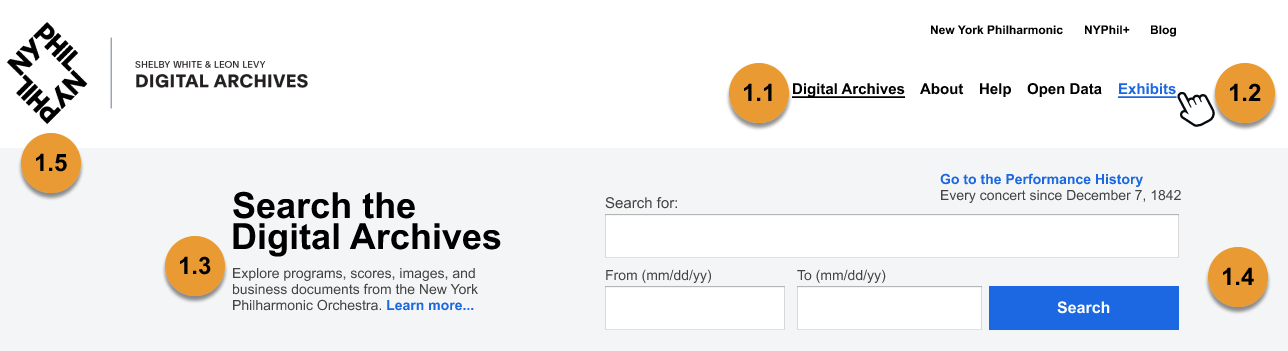 NYPHIL NYPHIL
SHELBY WHITE & LEON LEVY
DIGITAL ARCHIVES
New York Philharmonic NYPhil+ Blog
1.1 Digital Archives About Help Open Data Exhibits 1.2
1.5
Search the
Digital Archives
1.3
Explore programs, scores, images, and
business documents from the New York
Philharmonic Orchestra. Learn more...
Go to the Performance History
Every concert since December 7, 1842
Search for:
From (mm/dd/yy) To (mm/dd/yy)
Search
1.4